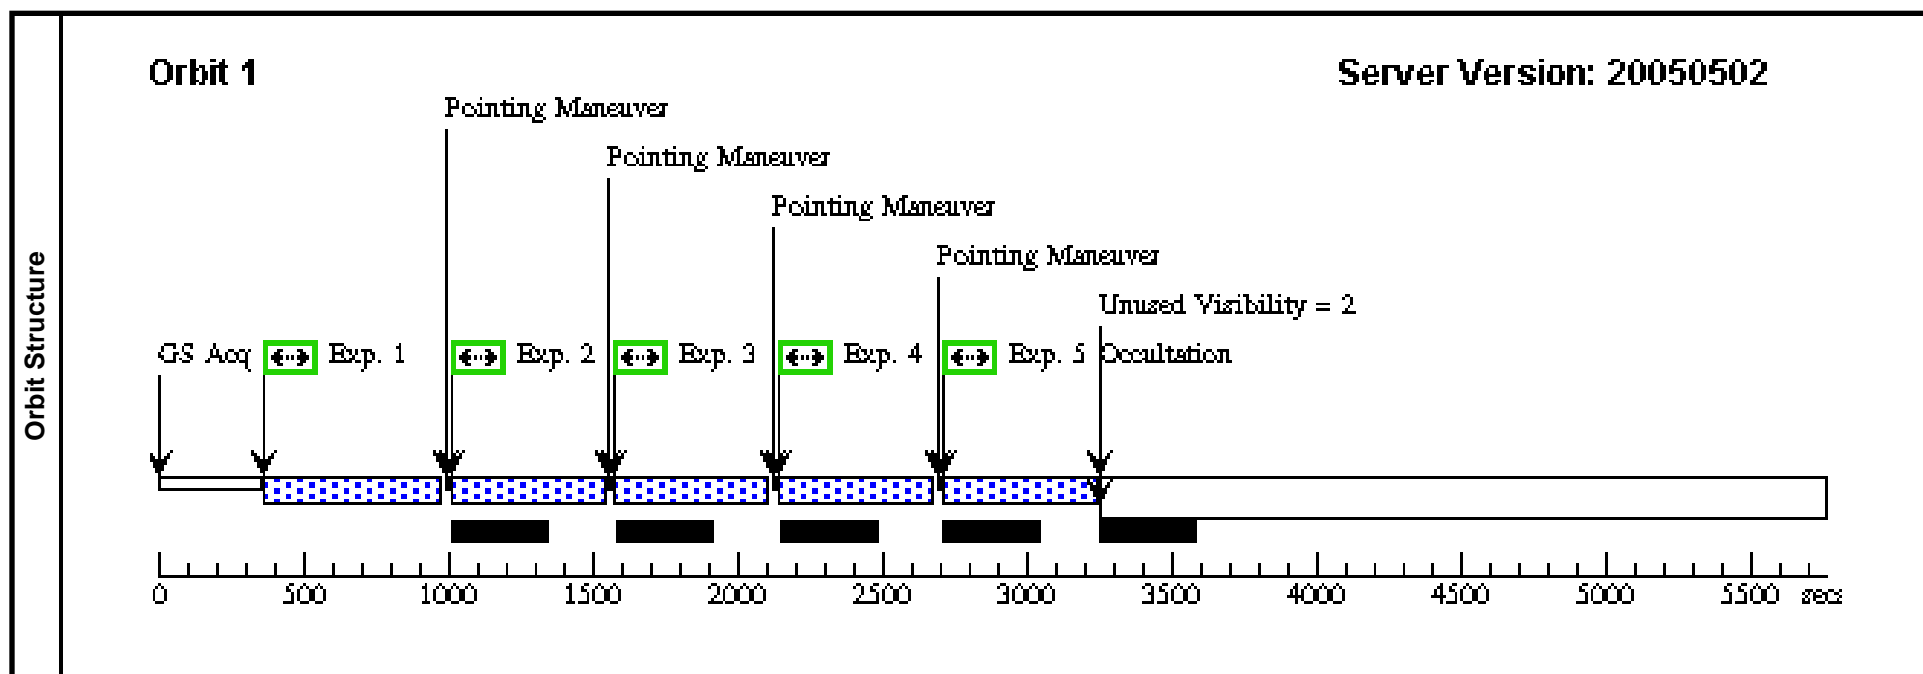 Orbit Structure
Orbit 1
Server Version: 20050502
Pointing Maneuver
Pointing Maneuver
Pointing Maneuver
Pointing Maneuver
Unused Visibility = 2
GS Acq Exp. 1 Exp. 2 Exp. 3 Exp. 4 Exp. 5 Occultation
0 500 1000 1500 2000 2500 3000 3500 4000 4500 5000 5500 secs